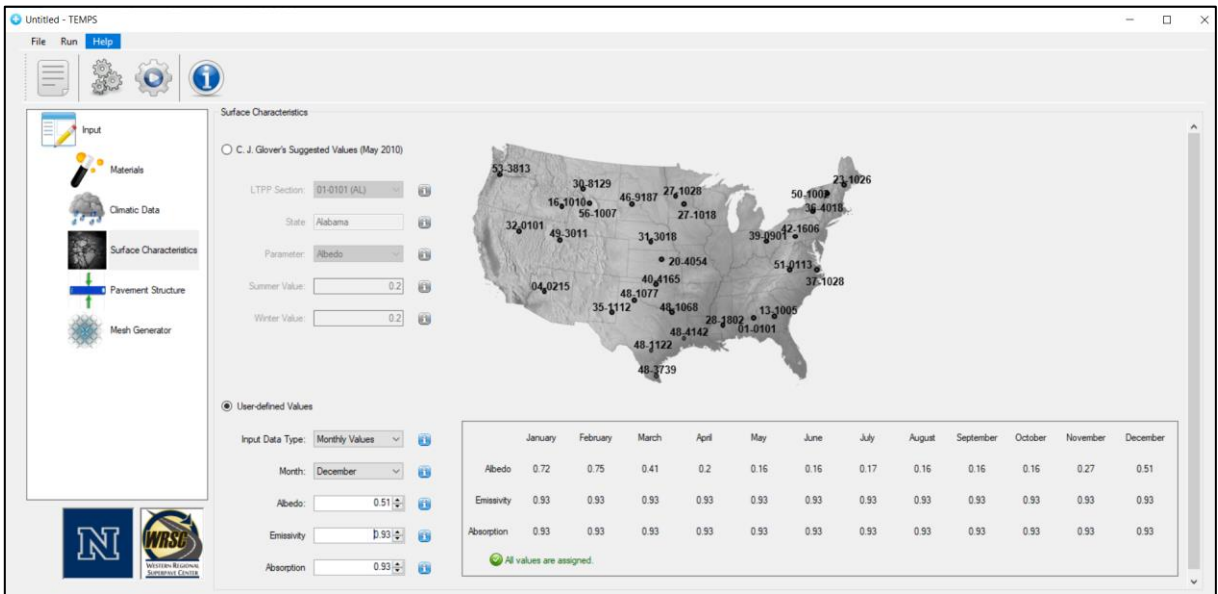 Untitled - TEMPS
File Run Help
Input
Materials
Climatic Data
Surface Characteristics
Pavement Structure
Mesh Generator
N
WRSC
WESTERN REGIONAL
SUPERPAVE CENTER
Surface Characteristics
C. J. Glover's Suggested Values (May 2010)
LTPP Section: 01-0101 (AL)
State Alabama
Parameter: Albedo
Summer Value: 0.2
Winter Value: 0.2
53-3813
30-8129
16-1010
56-1007
46-9187
27-1028
27-1018
23-1026
50-1002
36-4018
32-0101
49-3011
31-3018
39-0901
42-1606
20-4054
51-0113
37-1028
04-0215
40-4165
48-1077
35-1112
48-1068
13-1005
28-1802
01-0101
48-4142
48-1122
48-3739
User-defined Values
Input Data Type: Monthly Values
Month: December
Albedo: 0.51
Emissivity 0.93
Absorption 0.93
January February March April May June July August September October November December
Albedo 0.72 0.75 0.41 0.2 0.16 0.16 0.17 0.16 0.16 0.16 0.27 0.51
Emissivity 0.93 0.93 0.93 0.93 0.93 0.93 0.93 0.93 0.93 0.93 0.93 0.93
Absorption 0.93 0.93 0.93 0.93 0.93 0.93 0.93 0.93 0.93 0.93 0.93 0.93
All values are assigned.